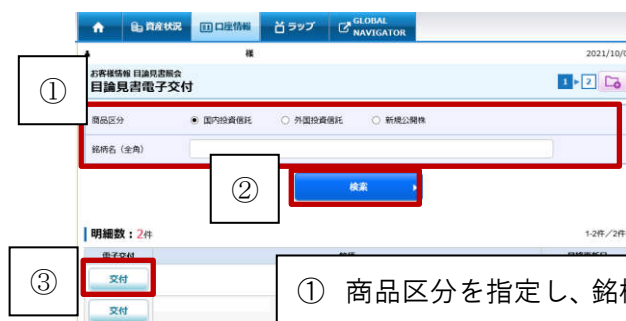 資産状況 口座情報 ラップ GLOBAL NAVIGATOR
様 2021/10/0
お客様情報 目論見書照会
目論見書電子交付 1 2
①
商品区分 国内投資信託 外国投資信託 新規公開株
銘柄名（全角）
② 検索
明細数：2件 1-2件／2件
電子交付
③ 交付
① 商品区分を指定し、銘
交付